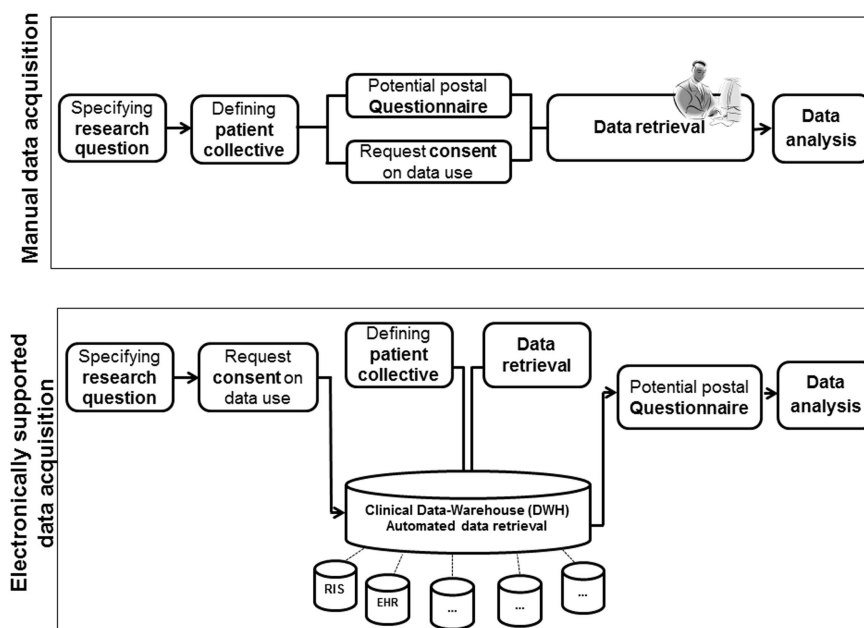 Manual data acquisition
Specifying
research
question
Defining
patient
collective
Potential postal
Questionnaire
Request consent
on data use
Data retrieval
Data
analysis
Electronically supported
data acquisition
Specifying
research
question
Request
consent on
data use
Defining
patient
collective
Data
retrieval
Potential postal
Questionnaire
Data
analysis
Clinical Data-Warehouse (DWH)
Automated data retrieval
RIS
EHR
...
...
...